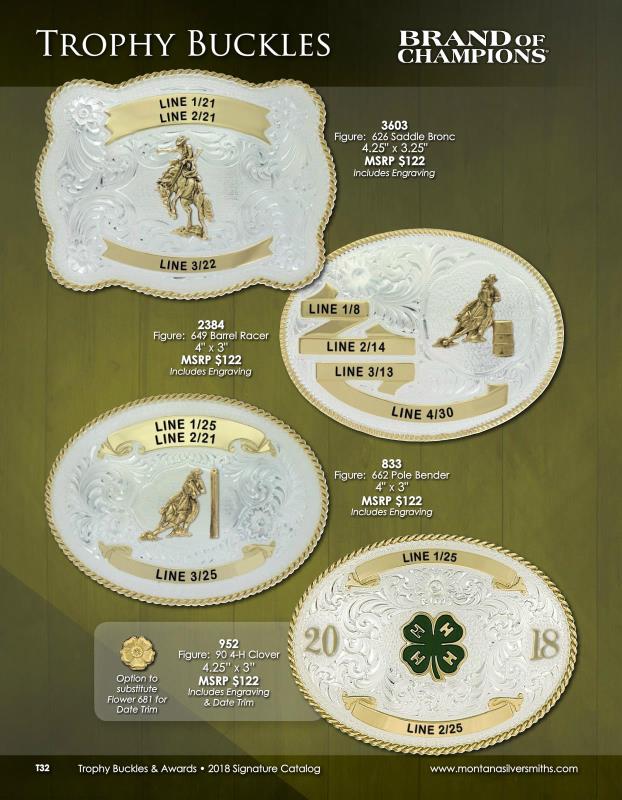 TROPHY BUCKLES
BRAND OF
CHAMPIONS®
LINE 1/21
LINE 2/21
LINE 3/22
3603
Figure: 626 Saddle Bronc
4.25" x 3.25"
MSRP $122
Includes Engraving
2384
Figure: 649 Barrel Racer
4" x 3"
MSRP $122
Includes Engraving
LINE 1/8
LINE 2/14
LINE 3/13
LINE 4/30
LINE 1/25
LINE 2/21
LINE 3/25
833
Figure: 662 Pole Bender
4" x 3"
MSRP $122
Includes Engraving
952
Figure: 90 4-H Clover
4.25" x 3"
MSRP $122
Includes Engraving
& Date Trim
Option to
substitute
Flower 681 for
Date Trim
LINE 1/25
20 18
H H
H H
LINE 2/25
T32 Trophy Buckles & Awards • 2018 Signature Catalog www.montanasilversmiths.com